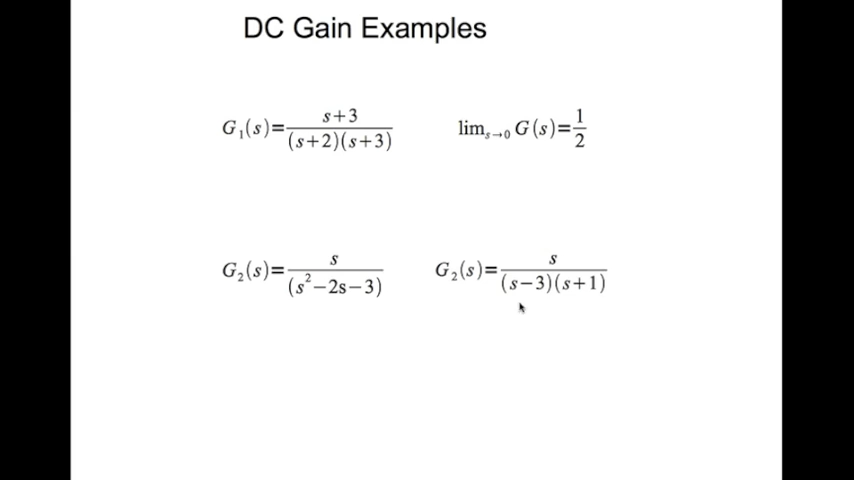 DC Gain Examples
G₁(s)=(s+3)/((s+2)(s+3)) lim_{s→0} G(s)=1/2
G₂(s)=s/((s²−2s−3)) G₂(s)=s/((s−3)(s+1))